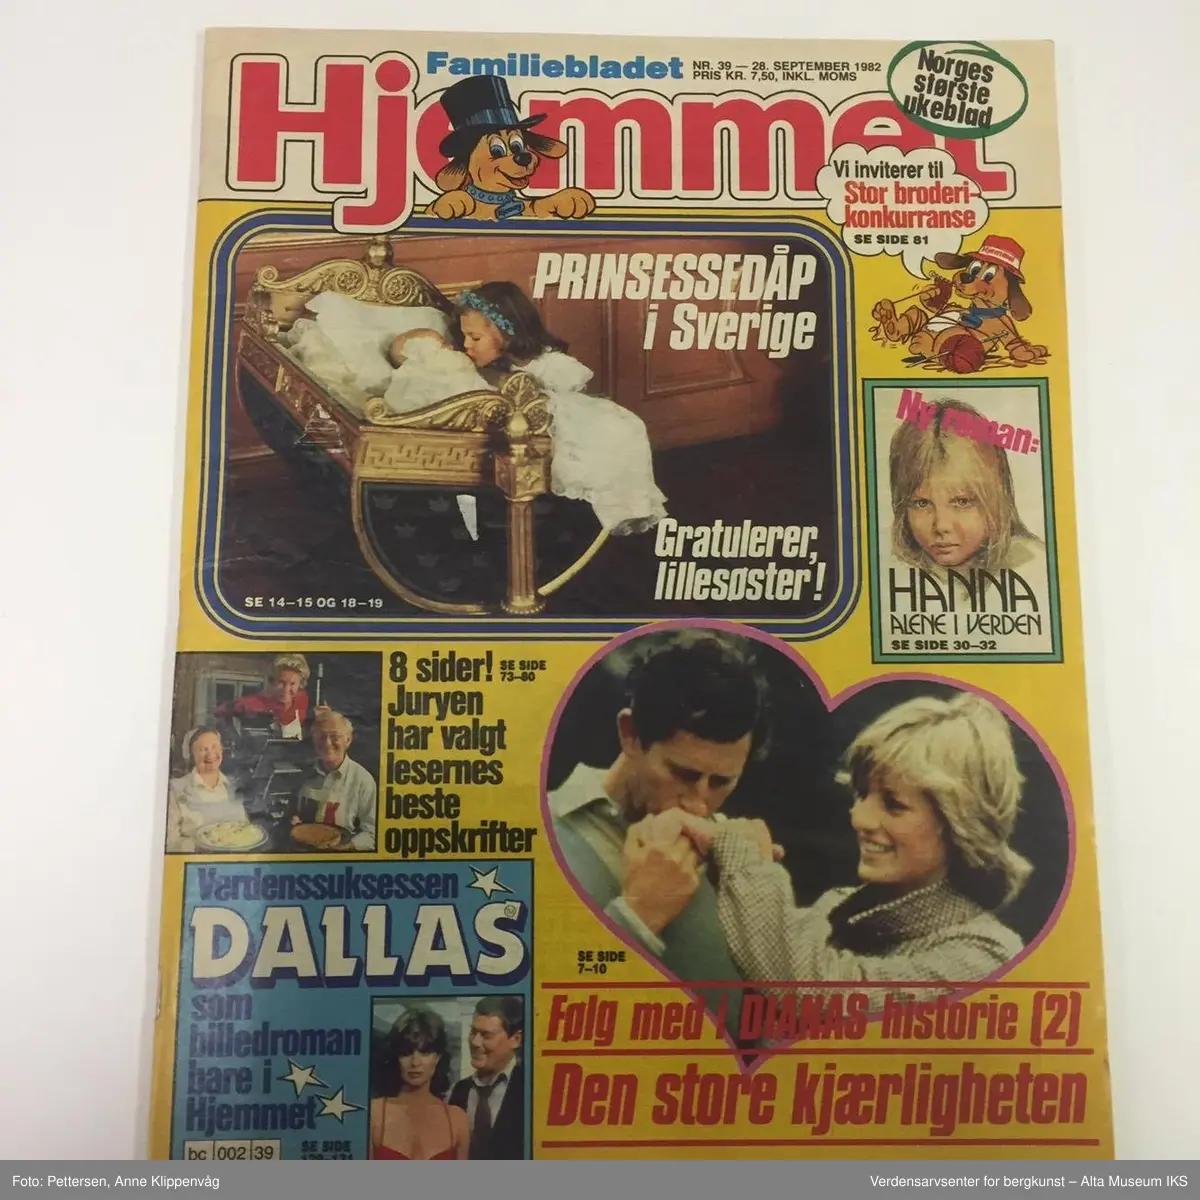 Familiebladet
NR. 39 — 28. SEPTEMBER 1982
PRIS KR. 7,50, INKL. MOMS
Norges
største
ukeblad
Hjemmet
Vi inviterer til
Stor broderi-
konkurranse
SE SIDE 81
PRINSESSEDÅP
i Sverige
Gratulerer,
lillesøster!
SE 14–15 OG 18–19
Ny roman:
HANNA
ALENE I VERDEN
SE SIDE 30–32
8 sider! SE SIDE
73–80
Juryen
har valgt
lesernes
beste
oppskrifter
Verdenssuksessen
DALLAS
som
billedroman
bare i
Hjemmet
SE SIDE
bc 002 39
SE SIDE
7–10
Følg med i DIANAS historie (2)
Den store kjærligheten
Foto: Pettersen, Anne Klippenvåg
Verdensarvsenter for bergkunst – Alta Museum IKS